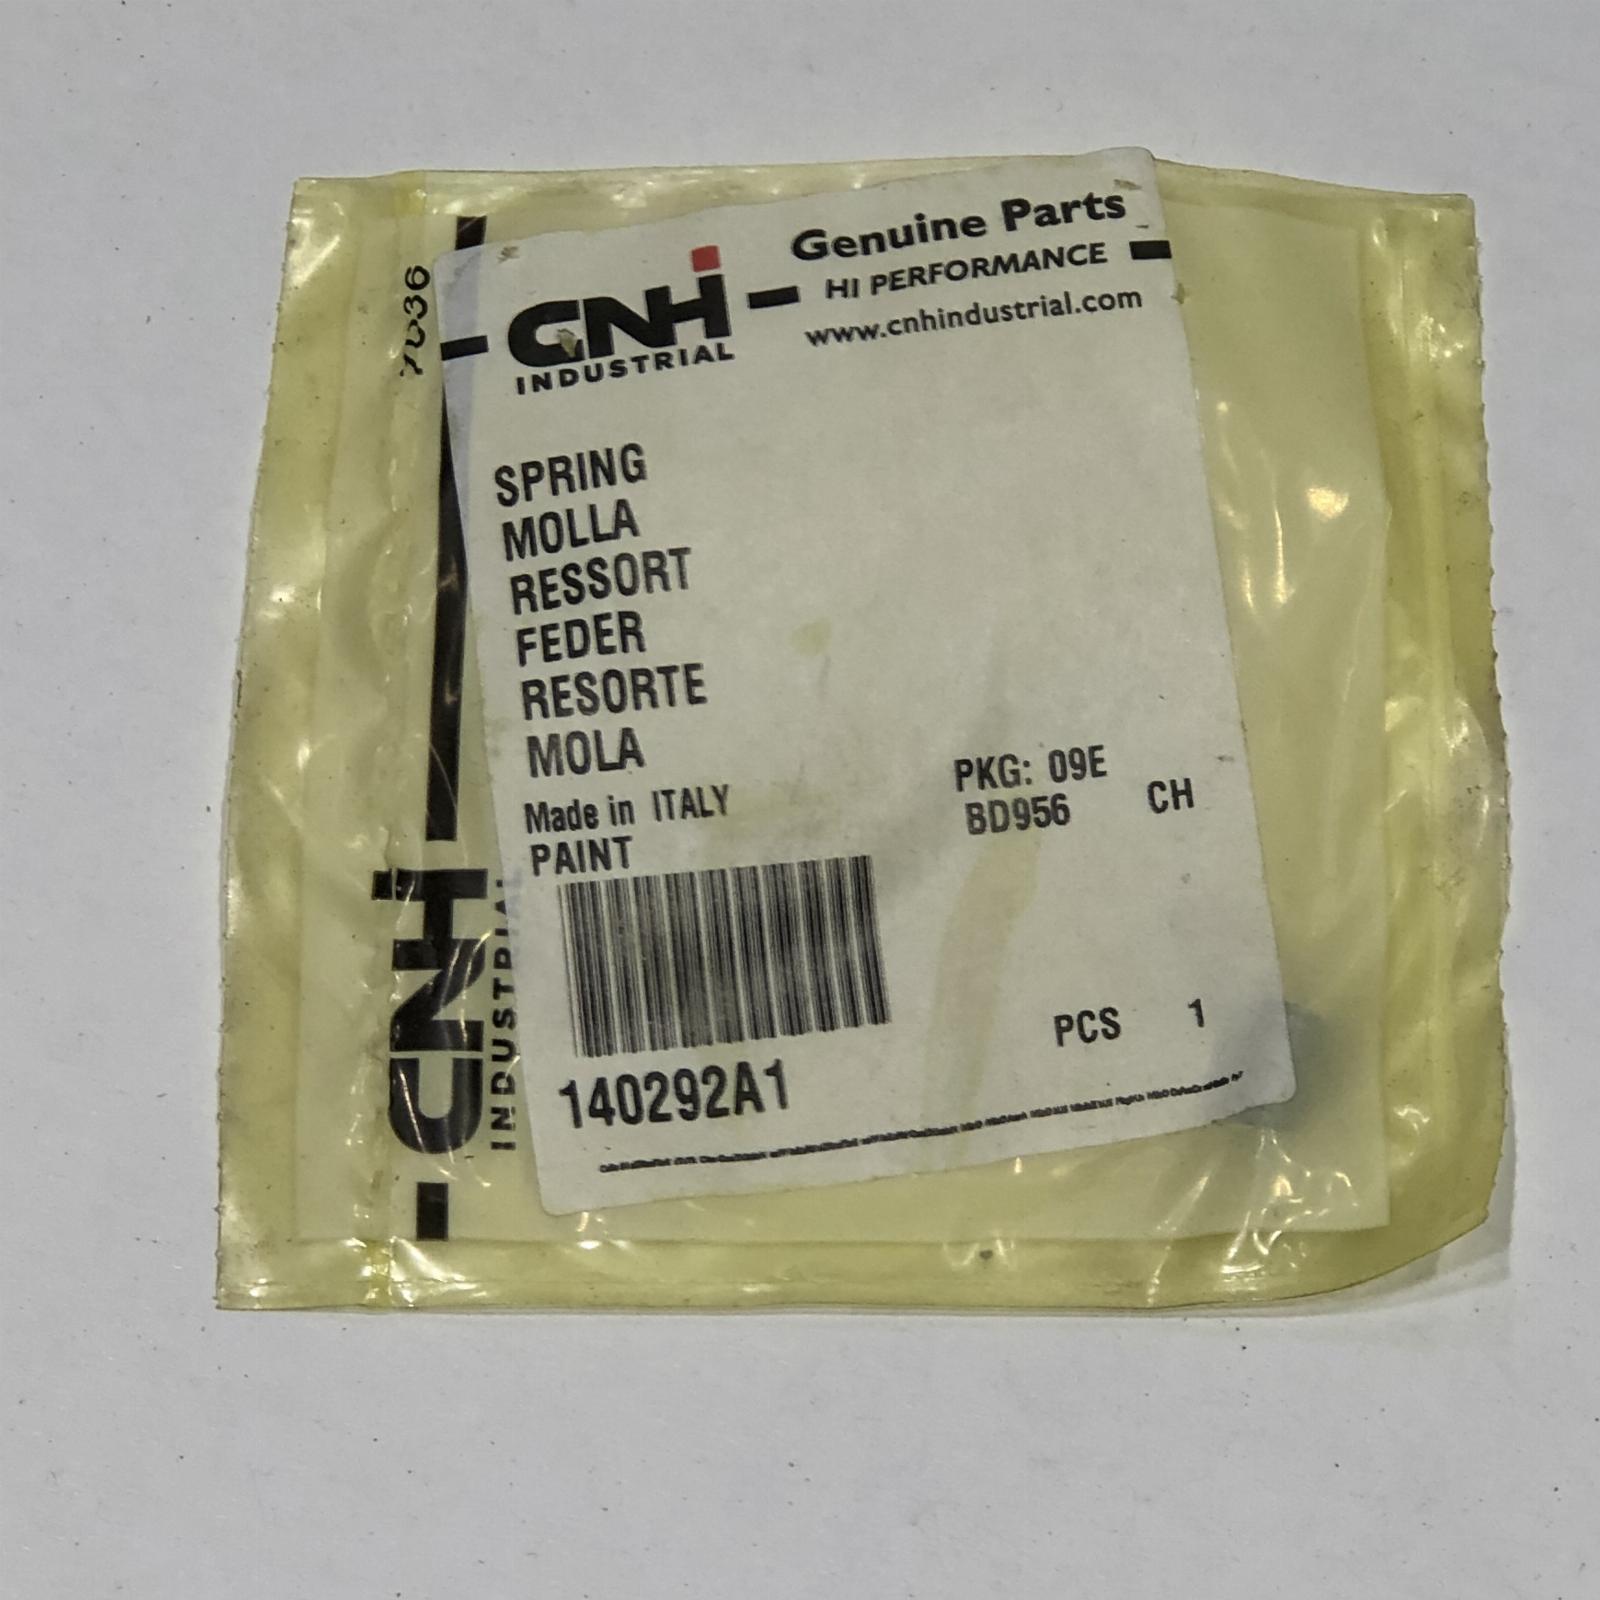 CNH
INDUSTRIAL
Genuine Parts
HI PERFORMANCE
www.cnhindustrial.com
SPRING
MOLLA
RESSORT
FEDER
RESORTE
MOLA
Made in ITALY
PAINT
PKG: 09E
BD956 CH
PCS 1
140292A1
CNH
INDUSTRIAL